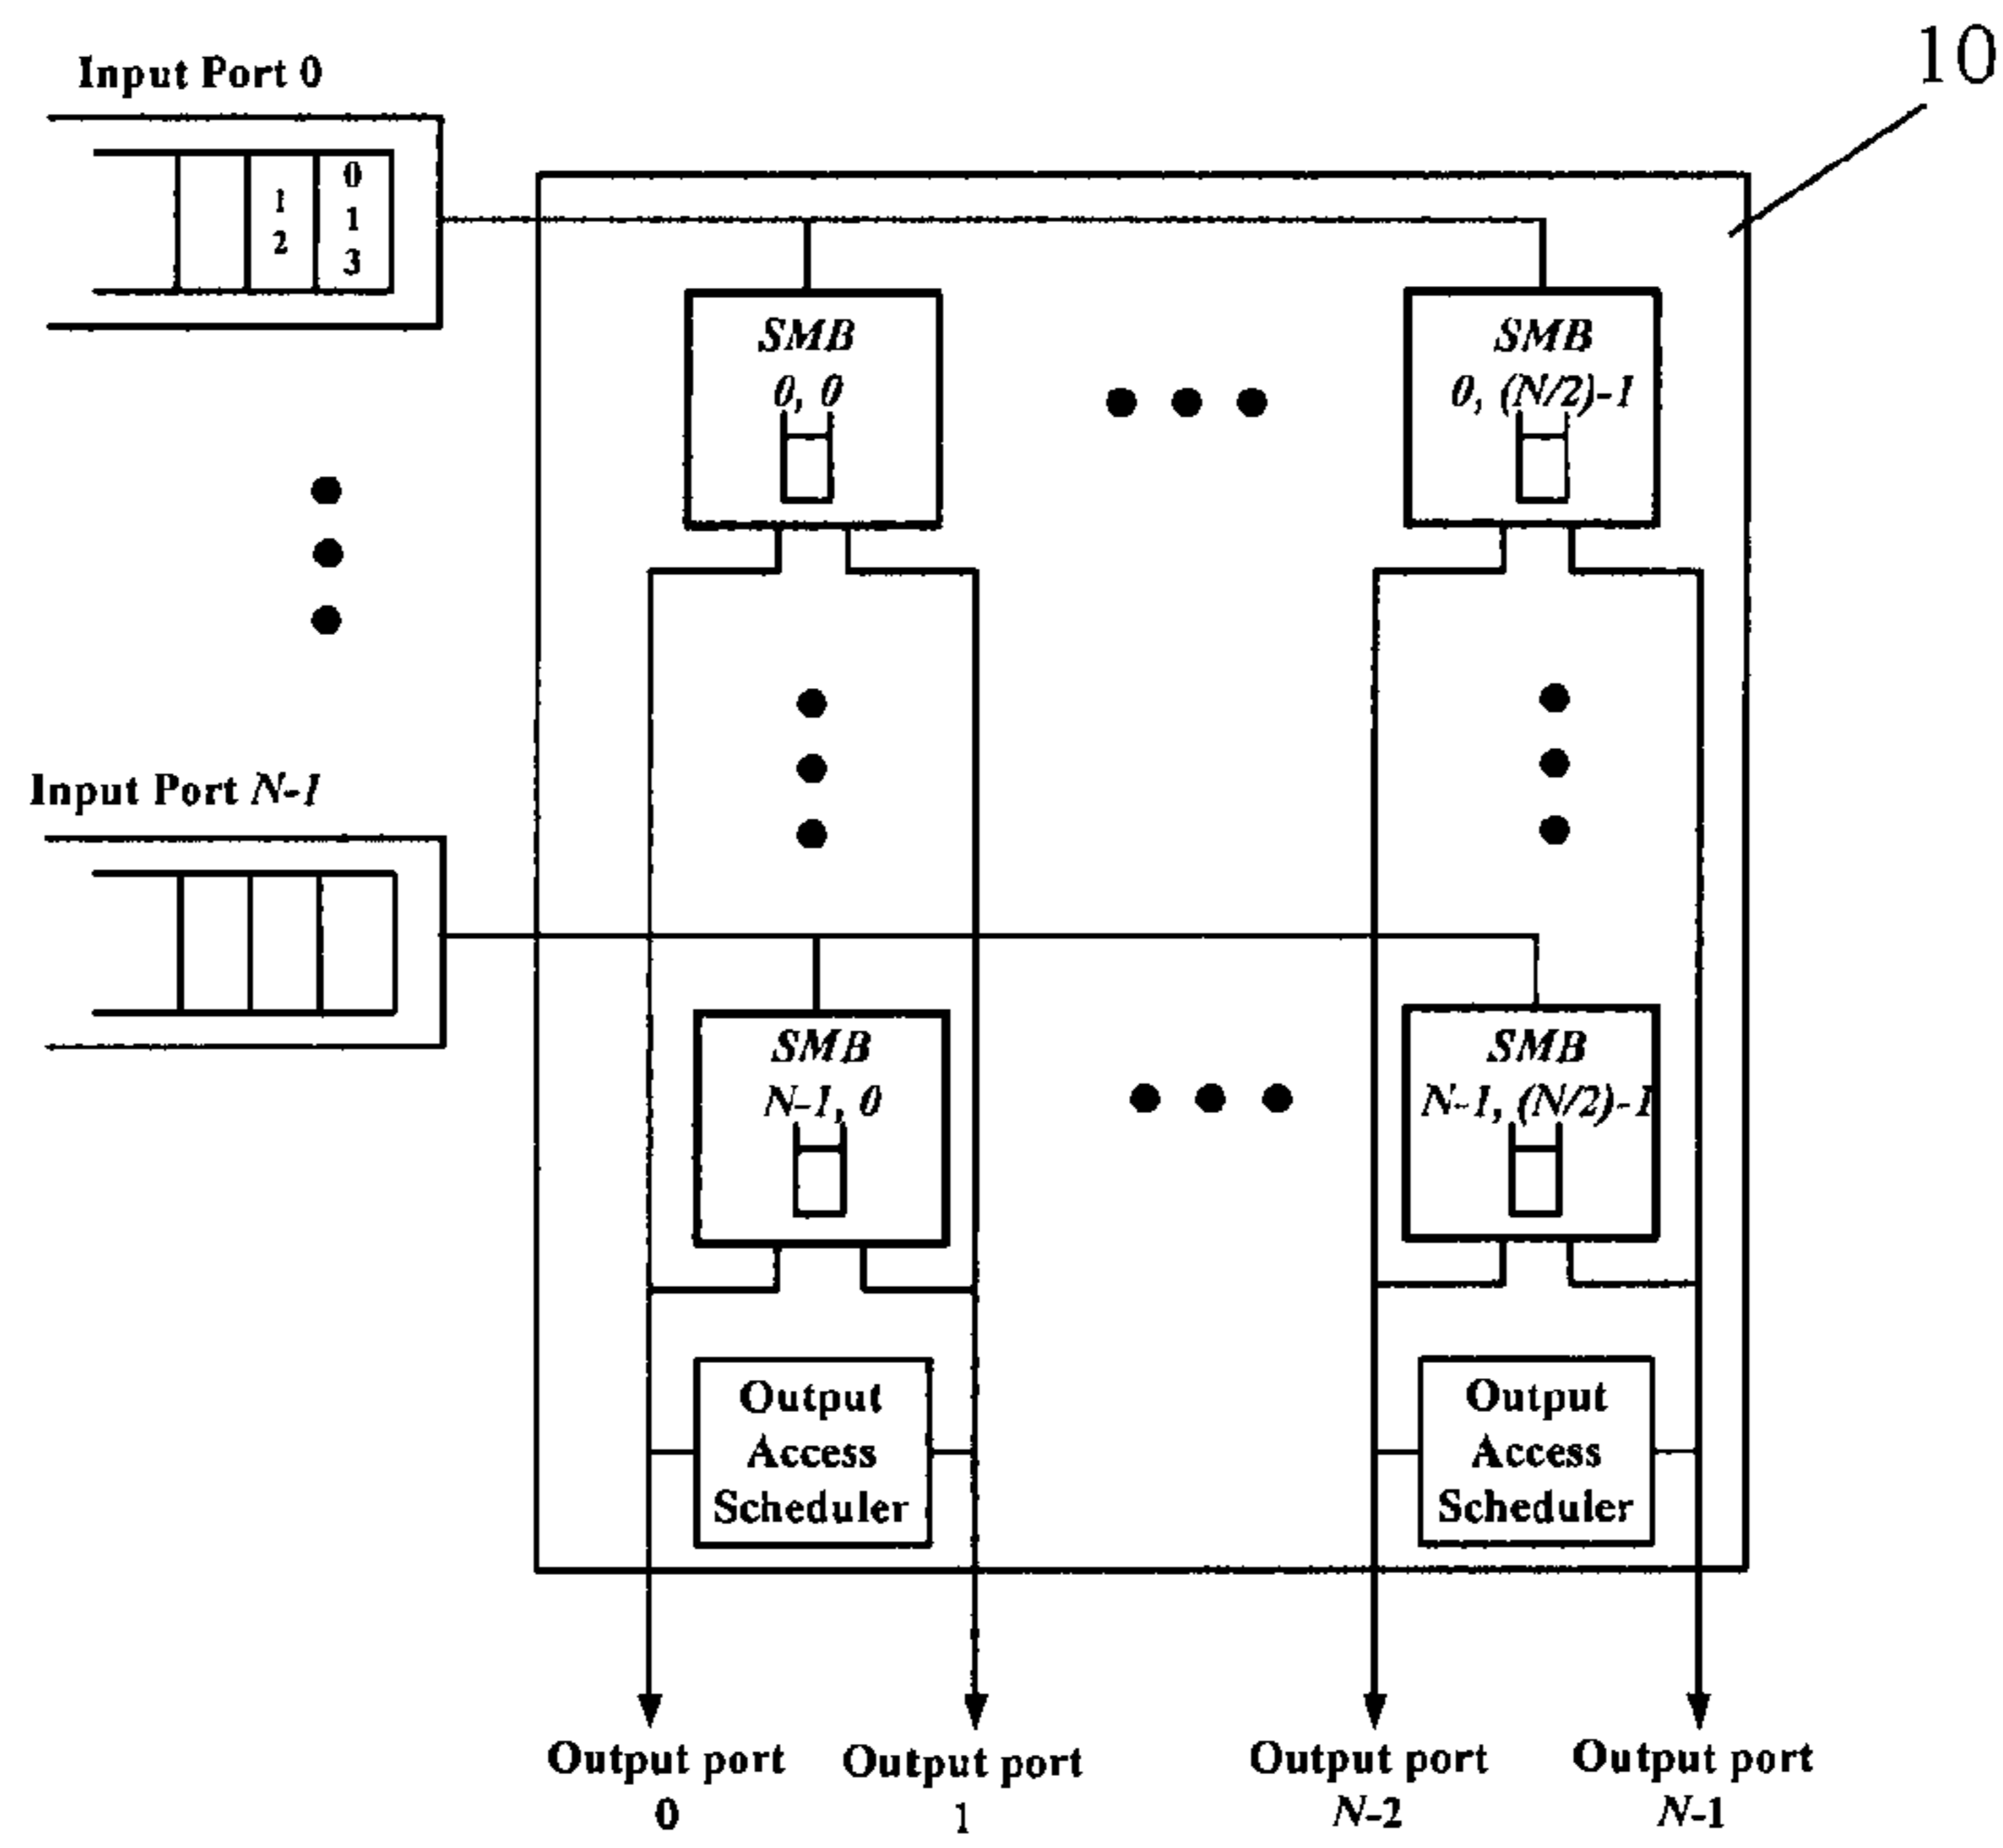 10
Input Port 0
0
1
1
2
3
SMB
0, 0
SMB
0, (N/2)-1
Input Port N-1
SMB
N-1, 0
SMB
N-1, (N/2)-1
Output
Access
Scheduler
Output
Access
Scheduler
Output port
0
Output port
1
Output port
N-2
Output port
N-1